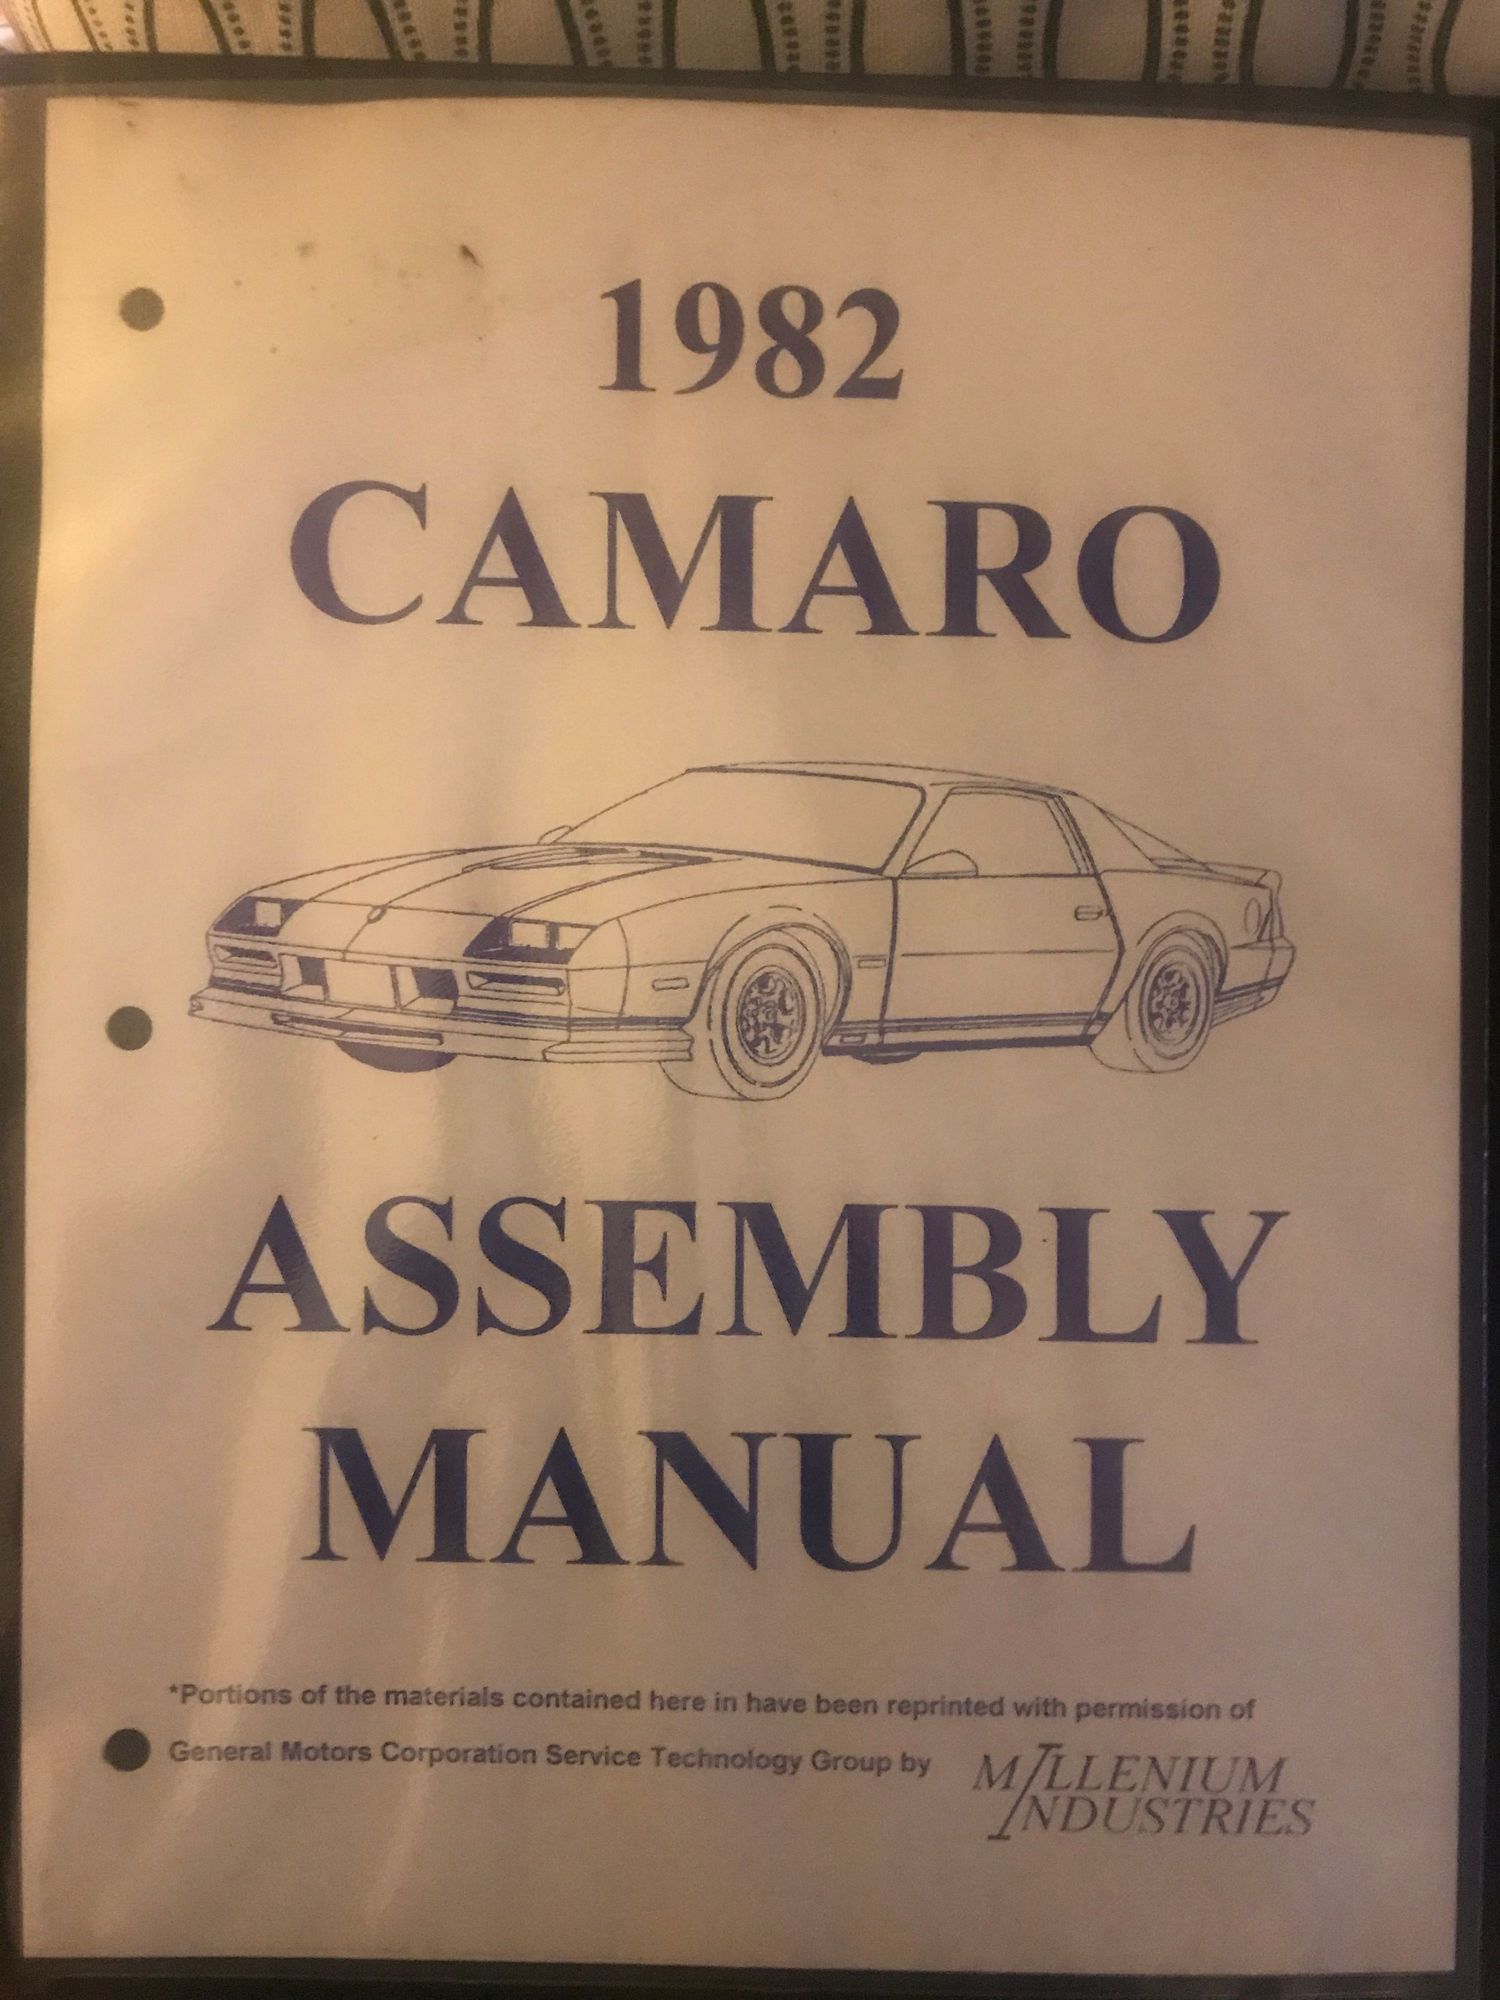 1982
CAMARO
ASSEMBLY
MANUAL
*Portions of the materials contained here in have been reprinted with permission of
General Motors Corporation Service Technology Group by
MILLENIUM
INDUSTRIES